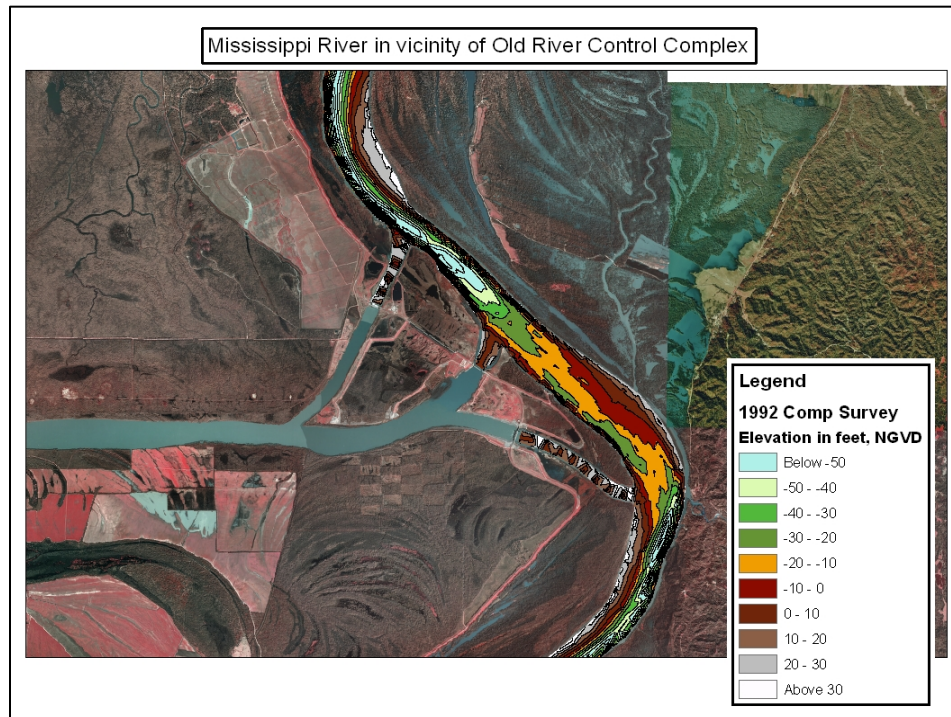 Mississippi River in vicinity of Old River Control Complex
Legend
1992 Comp Survey
Elevation in feet, NGVD
Below -50
-50 - -40
-40 - -30
-30 - -20
-20 - -10
-10 - 0
0 - 10
10 - 20
20 - 30
Above 30